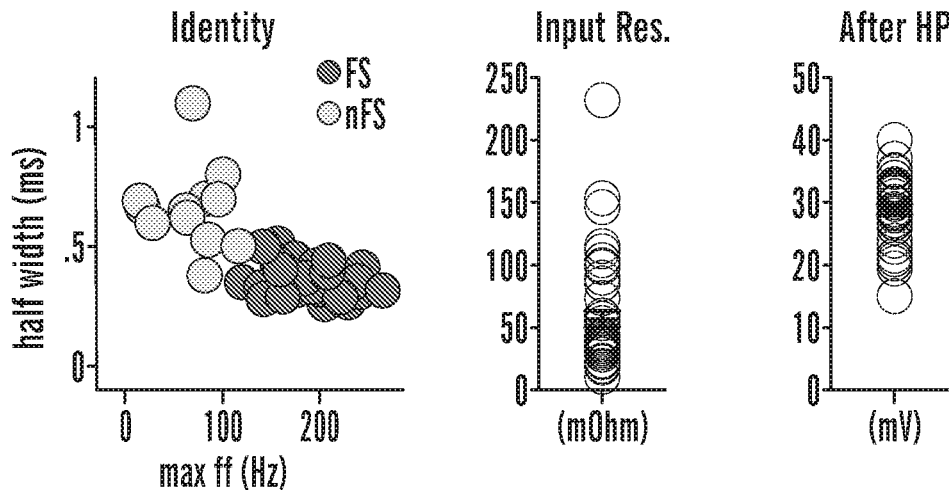 Identity
FS
nFS
1
.5
0
half width (ms)
0 100 200
max ff (Hz)
Input Res.
250
200
150
100
50
0
(mOhm)
After HP
50
40
30
20
10
0
(mV)